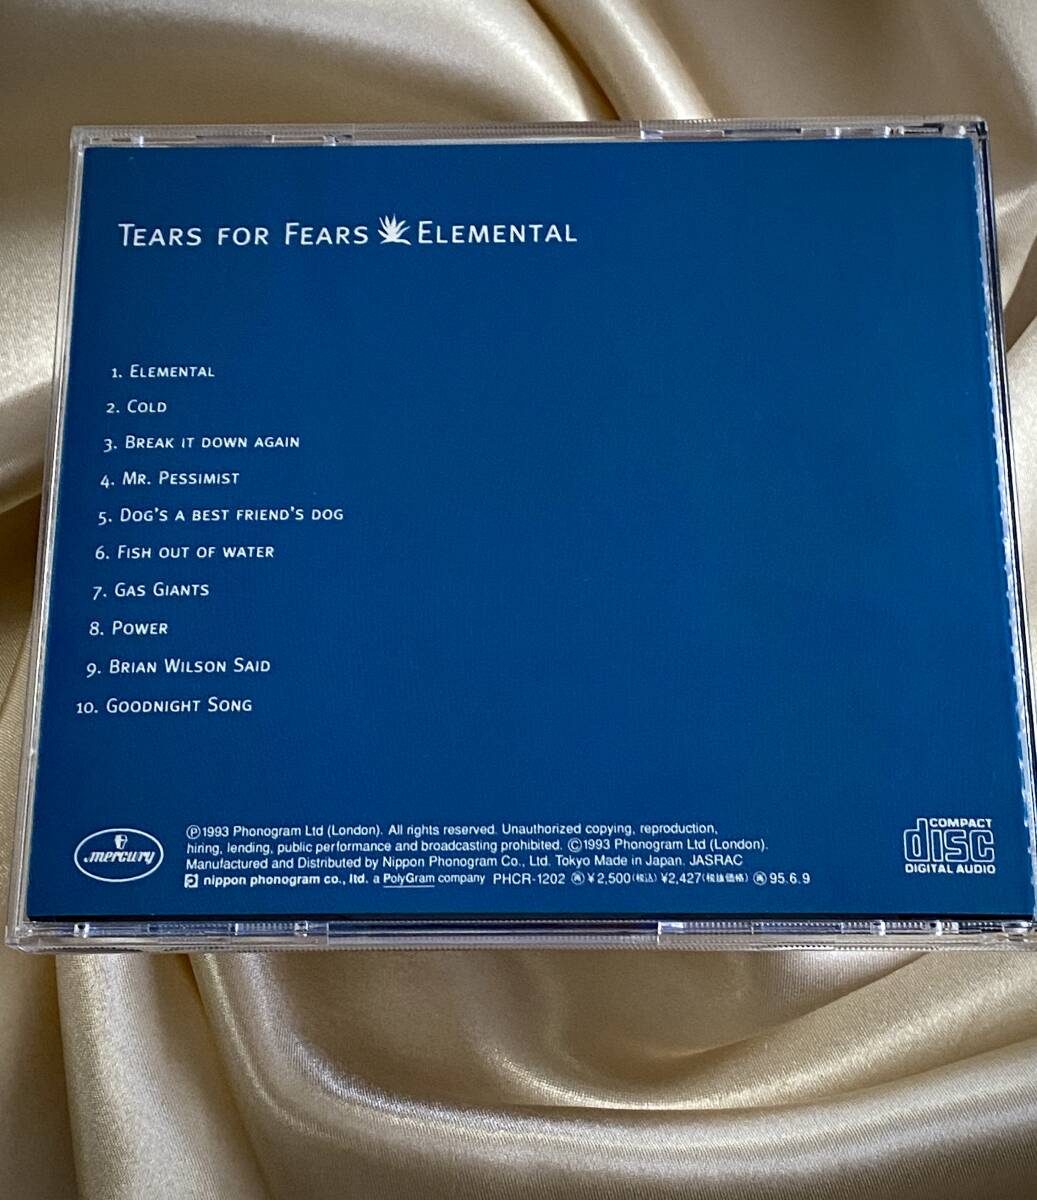 TEARS FOR FEARS ELEMENTAL
1. ELEMENTAL
2. COLD
3. BREAK IT DOWN AGAIN
4. MR. PESSIMIST
5. DOG'S A BEST FRIEND'S DOG
6. FISH OUT OF WATER
7. GAS GIANTS
8. POWER
9. BRIAN WILSON SAID
10. GOODNIGHT SONG
mercury
Ⓟ1993 Phonogram Ltd (London). All rights reserved. Unauthorized copying, reproduction,
hiring, lending, public performance and broadcasting prohibited. ©1993 Phonogram Ltd (London).
Manufactured and Distributed by Nippon Phonogram Co., Ltd. Tokyo Made in Japan. JASRAC
nippon phonogram co., ltd. a PolyGram company PHCR-1202 ㊢¥2,500(税込) ¥2,427(税抜価格) ㊢95.6.9
COMPACT
disc
DIGITAL AUDIO